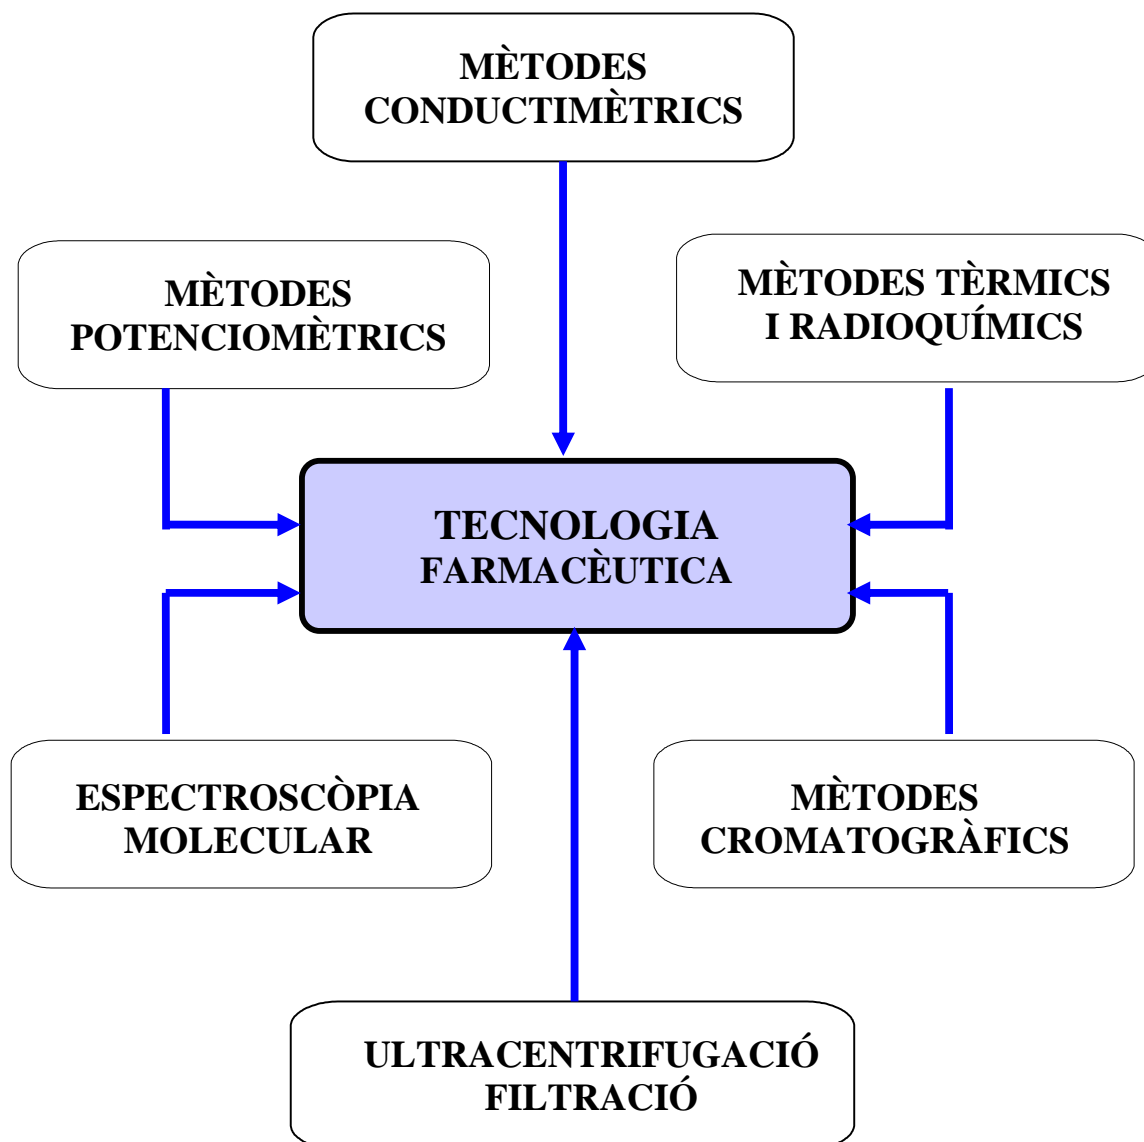 MÈTODES
CONDUCTIMÈTRICS
MÈTODES
POTENCIOMÈTRICS
MÈTODES TÈRMICS
I RADIOQUÍMICS
TECNOLOGIA
FARMACÈUTICA
ESPECTROSCÒPIA
MOLECULAR
MÈTODES
CROMATOGRÀFICS
ULTRACENTRIFUGACIÓ
FILTRACIÓ